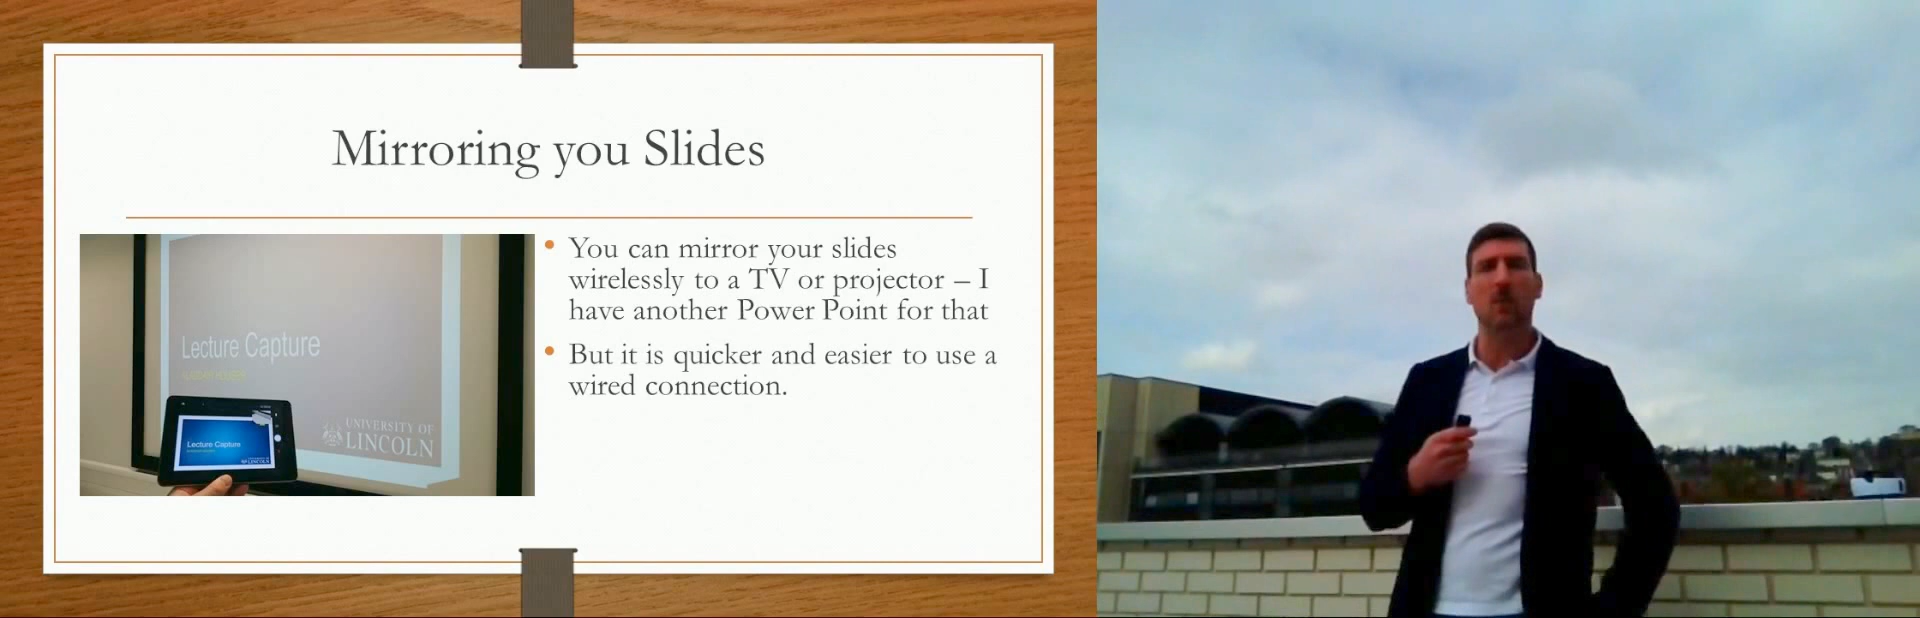 Mirroring you Slides
You can mirror your slides
wirelessly to a TV or projector – I
have another Power Point for that
But it is quicker and easier to use a
wired connection.
Lecture Capture
UNIVERSITY OF
LINCOLN
Lecture Capture
LINCOLN